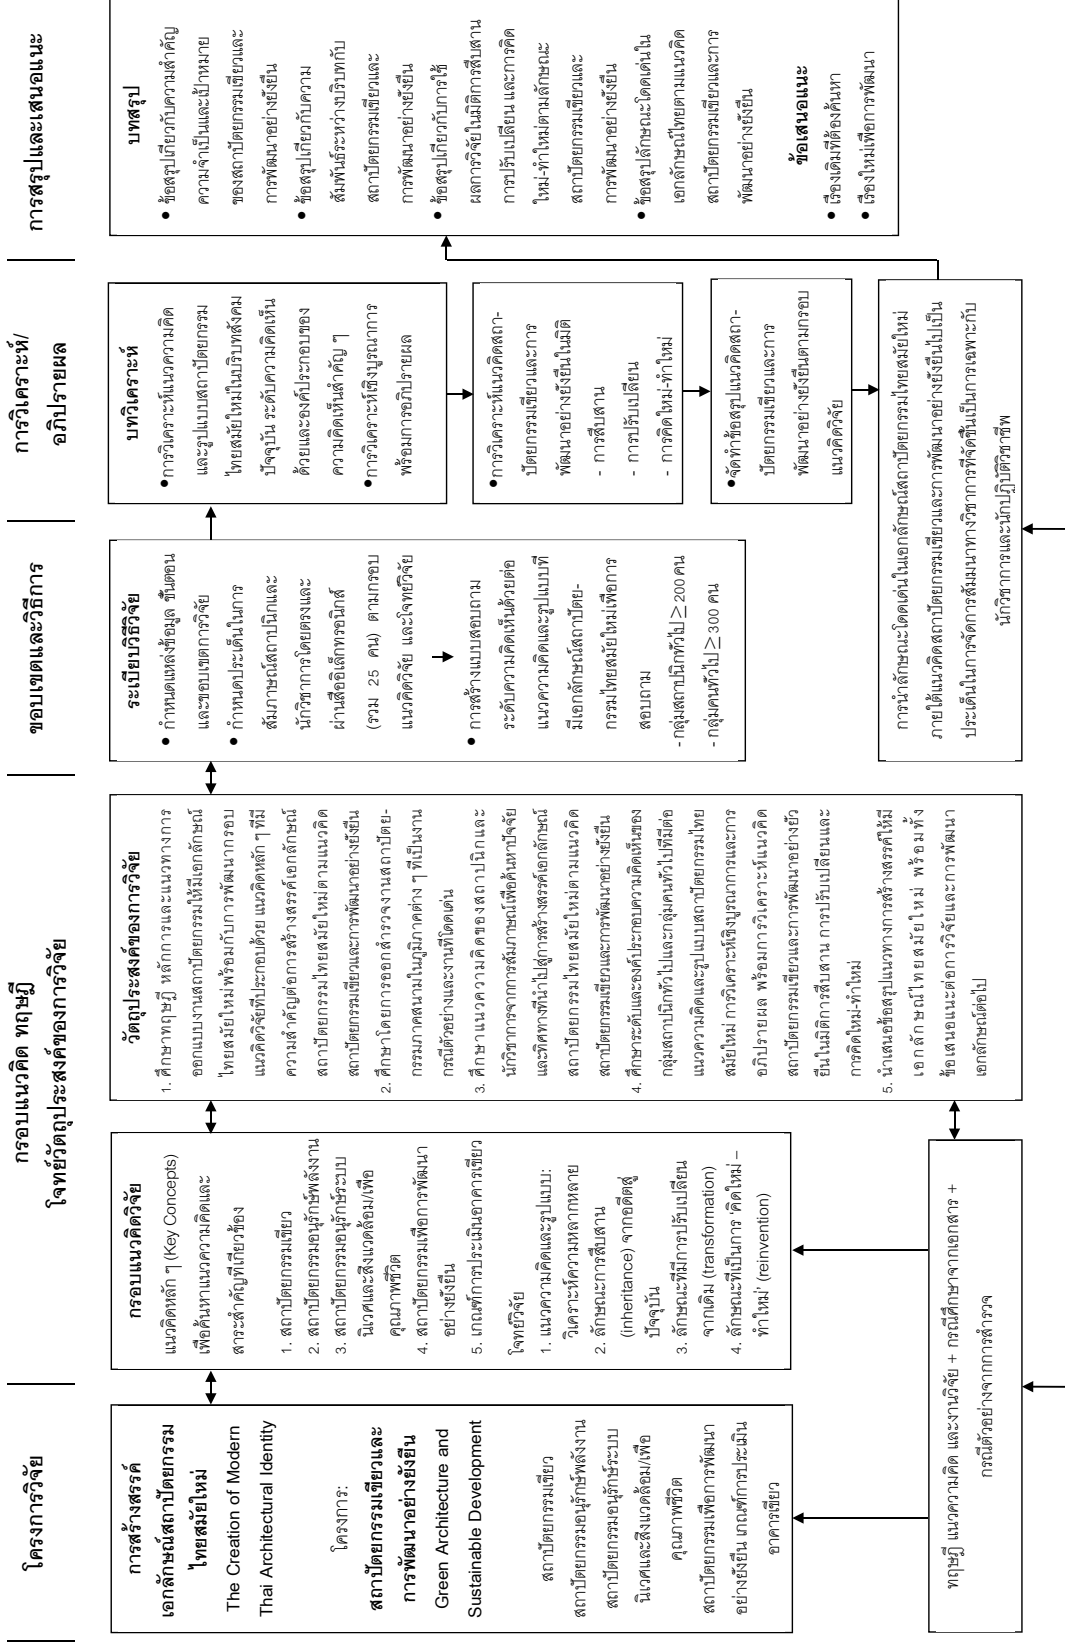 โครงการวิจัย
กรอบแนวคิด ทฤษฎี
โจทย์วัตถุประสงค์ของการวิจัย
ขอบเขตและวิธีการ
การวิเคราะห์/
อภิปรายผล
การสรุปและเสนอแนะ
การสร้างสรรค์
เอกลักษณ์สถาปัตยกรรม
ไทยสมัยใหม่
The Creation of Modern
Thai Architectural Identity
โครงการ:
สถาปัตยกรรมเขียวและ
การพัฒนาอย่างยั่งยืน
Green Architecture and
Sustainable Development
สถาปัตยกรรมเขียว
สถาปัตยกรรมอนุรักษ์พลังงาน
สถาปัตยกรรมอนุรักษ์ระบบ
นิเวศและสิ่งแวดล้อม/เพื่อ
คุณภาพชีวิต
สถาปัตยกรรมเพื่อการพัฒนา
อย่างยั่งยืน เกณฑ์การประเมิน
อาคารเขียว
กรอบแนวคิดวิจัย
แนวคิดหลัก ๆ (Key Concepts)
เพื่อค้นหาแนวความคิดและ
สาระสำคัญที่เกี่ยวข้อง
1. สถาปัตยกรรมเขียว
2. สถาปัตยกรรมอนุรักษ์พลังงาน
3. สถาปัตยกรรมอนุรักษ์ระบบ
นิเวศและสิ่งแวดล้อม/เพื่อ
คุณภาพชีวิต
4. สถาปัตยกรรมเพื่อการพัฒนา
อย่างยั่งยืน
5. เกณฑ์การประเมินอาคารเขียว
โจทย์วิจัย
1. แนวความคิดและรูปแบบ:
วิเคราะห์ความหลากหลาย
2. ลักษณะการสืบสาน
(inheritance) จากอดีตสู่
ปัจจุบัน
3. ลักษณะที่มีการปรับเปลี่ยน
จากเดิม (transformation)
4. ลักษณะที่เป็นการ 'คิดใหม่ –
ทำใหม่' (reinvention)
วัตถุประสงค์ของการวิจัย
1. ศึกษาทฤษฎี หลักการและแนวทางการ
ออกแบบงานสถาปัตยกรรมให้มีเอกลักษณ์
ไทยสมัยใหม่พร้อมกับการพัฒนากรอบ
แนวคิดวิจัยที่ประกอบด้วย แนวคิดหลัก ๆ ที่มี
ความสำคัญต่อการสร้างสรรค์เอกลักษณ์
สถาปัตยกรรมไทยสมัยใหม่ตามแนวคิด
สถาปัตยกรรมเขียวและการพัฒนาอย่างยั่งยืน
2. ศึกษาโดยการออกสำรวจงานสถาปัตย-
กรรมภาคสนามในภูมิภาคต่าง ๆ ที่เป็นงาน
กรณีตัวอย่างและงานที่โดดเด่น
3. ศึกษาแนวความคิดของสถาปนิกและ
นักวิชาการจากการสัมภาษณ์เพื่อค้นหาปัจจัย
และทิศทางที่นำไปสู่การสร้างสรรค์เอกลักษณ์
สถาปัตยกรรมไทยสมัยใหม่ตามแนวคิด
สถาปัตยกรรมเขียวและการพัฒนาอย่างยั่งยืน
4. ศึกษาระดับและองค์ประกอบความคิดเห็นของ
กลุ่มสถาปนิกทั่วไปและกลุ่มคนทั่วไปที่มีต่อ
แนวความคิดและรูปแบบสถาปัตยกรรมไทย
สมัยใหม่ การวิเคราะห์เชิงบูรณาการและการ
อภิปรายผล พร้อมการวิเคราะห์แนวคิด
สถาปัตยกรรมเขียวและการพัฒนาอย่างยั่ว
ยืนในมิติการสืบสาน การปรับเปลี่ยนและ
การคิดใหม่-ทำใหม่
5. นำเสนอข้อสรุปแนวทางการสร้างสรรค์ให้มี
เอกลักษณ์ไทยสมัยใหม่ พร้อมทั้ง
ข้อเสนอแนะต่อการวิจัยและการพัฒนา
เอกลักษณ์ต่อไป
ทฤษฎี แนวความคิด และงานวิจัย + กรณีศึกษาจากเอกสาร +
กรณีตัวอย่างจากการสำรวจ
ระเบียบวิธีวิจัย
● กำหนดแหล่งข้อมูล ขั้นตอน
และขอบเขตการวิจัย
● กำหนดประเด็นในการ
สัมภาษณ์สถาปนิกและ
นักวิชาการโดยตรงและ
ผ่านสื่ออิเล็กทรอนิกส์
(รวม 25 คน) ตามกรอบ
แนวคิดวิจัย และโจทย์วิจัย
● การสร้างแบบสอบถาม
ระดับความคิดเห็นด้วยต่อ
แนวความคิดและรูปแบบที่
มีเอกลักษณ์สถาปัตย-
กรรมไทยสมัยใหม่เพื่อการ
สอบถาม
- กลุ่มสถาปนิกทั่วไป ≥ 200 คน
- กลุ่มคนทั่วไป ≥ 300 คน
บทวิเคราะห์
●การวิเคราะห์แนวความคิด
และรูปแบบสถาปัตยกรรม
ไทยสมัยใหม่ในบริบทสังคม
ปัจจุบัน ระดับความคิดเห็น
ด้วยและองค์ประกอบของ
ความคิดเห็นสำคัญ ๆ
●การวิเคราะห์เชิงบูรณาการ
พร้อมการอภิปรายผล
●การวิเคราะห์แนวคิดสถา-
ปัตยกรรมเขียวและการ
พัฒนาอย่างยั่งยืนในมิติ
- การสืบสาน
- การปรับเปลี่ยน
- การคิดใหม่-ทำใหม่
●จัดทำข้อสรุปแนวคิดสถา-
ปัตยกรรมเขียวและการ
พัฒนาอย่างยั่งยืนตามกรอบ
แนวคิดวิจัย
การนำลักษณะโดดเด่นในเอกลักษณ์สถาปัตยกรรมไทยสมัยใหม่
ภายใต้แนวคิดสถาปัตยกรรมเขียวและการพัฒนาอย่างยั่งยืนไปเป็น
ประเด็นในการจัดการสัมมนาทางวิชาการที่จัดขึ้นเป็นการเฉพาะกับ
นักวิชาการและนักปฏิบัติวิชาชีพ
บทสรุป
● ข้อสรุปเกี่ยวกับความสำคัญ
ความจำเป็นและเป้าหมาย
ของสถาปัตยกรรมเขียวและ
การพัฒนาอย่างยั่งยืน
● ข้อสรุปเกี่ยวกับความ
สัมพันธ์ระหว่างบริบทกับ
สถาปัตยกรรมเขียวและ
การพัฒนาอย่างยั่งยืน
● ข้อสรุปเกี่ยวกับการใช้
ผลการวิจัยในมิติการสืบสาน
การปรับเปลี่ยน และการคิด
ใหม่-ทำใหม่ตามลักษณะ
สถาปัตยกรรมเขียวและ
การพัฒนาอย่างยั่งยืน
● ข้อสรุปลักษณะโดดเด่นใน
เอกลักษณ์ไทยตามแนวคิด
สถาปัตยกรรมเขียวและการ
พัฒนาอย่างยั่งยืน
ข้อเสนอแนะ
● เรื่องเดิมที่ต้องค้นหา
● เรื่องใหม่เพื่อการพัฒนา